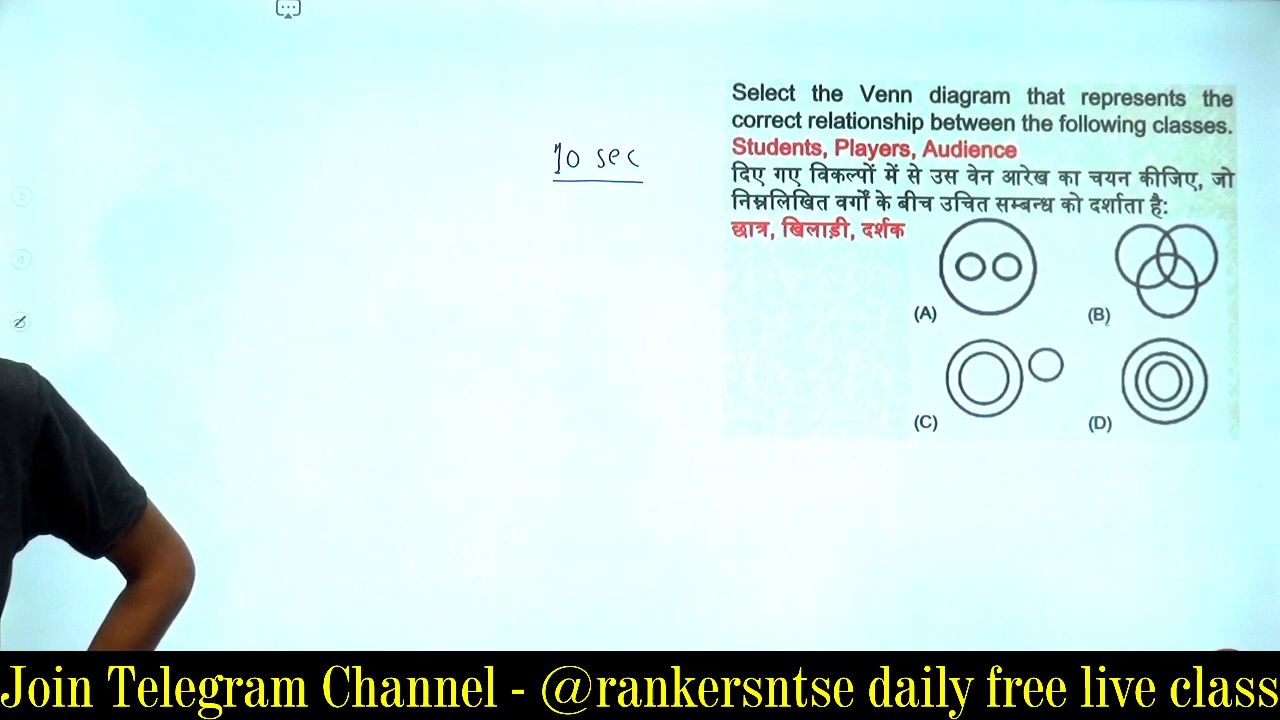 10 sec
Select the Venn diagram that represents the
correct relationship between the following classes.
Students, Players, Audience
दिए गए विकल्पों में से उस वेन आरेख का चयन कीजिए, जो
निम्नलिखित वर्गों के बीच उचित सम्बन्ध को दर्शाता है:
छात्र, खिलाड़ी, दर्शक
(A)
(B)
(C)
(D)
Join Telegram Channel - @rankersntse daily free live class